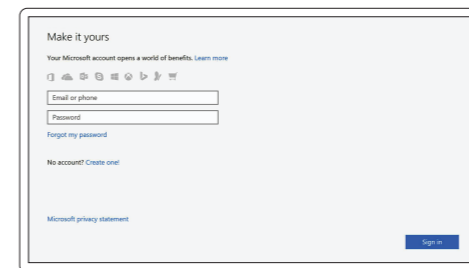 Make it yours
Your Microsoft account opens a world of benefits. Learn more
Email or phone
Password
Forgot my password
No account? Create one!
Microsoft privacy statement
Sign in